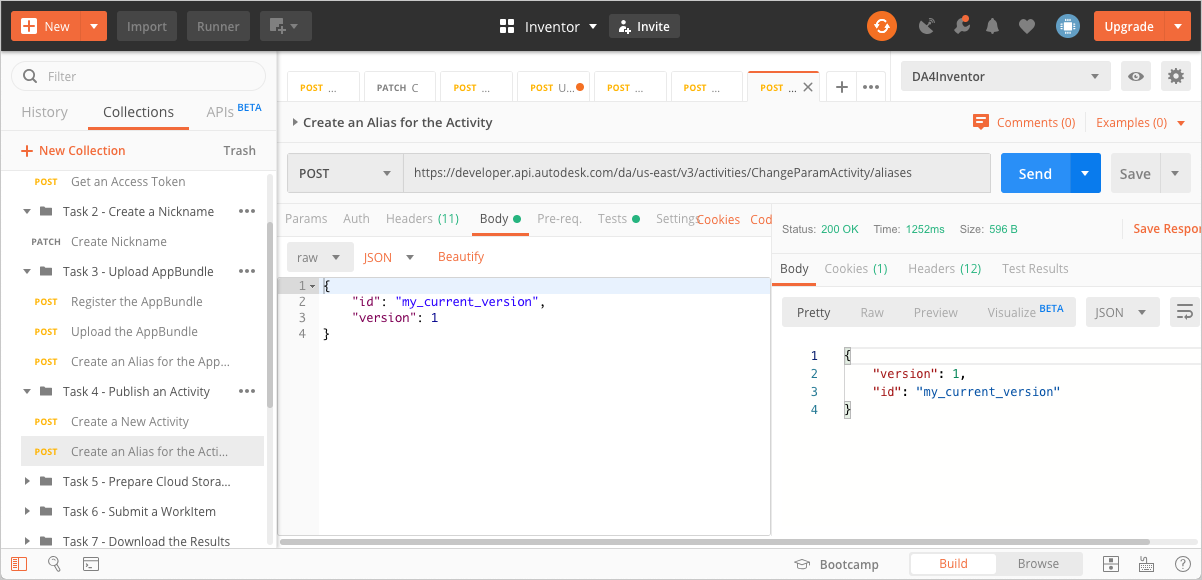 New
Import
Runner
Inventor
Invite
Upgrade
Filter
History
Collections
APIs BETA
New Collection
Trash
POST Get an Access Token
Task 2 - Create a Nickname
PATCH Create Nickname
Task 3 - Upload AppBundle
POST Register the AppBundle
POST Upload the AppBundle
POST Create an Alias for the App...
Task 4 - Publish an Activity
POST Create a New Activity
POST Create an Alias for the Acti...
Task 5 - Prepare Cloud Stora...
Task 6 - Submit a WorkItem
Task 7 - Download the Results
POST ...
PATCH C
POST ...
POST U...
POST ...
POST ...
POST ...
DA4Inventor
Create an Alias for the Activity
Comments (0)
Examples (0)
POST
https://developer.api.autodesk.com/da/us-east/v3/activities/ChangeParamActivity/aliases
Send
Save
Params Auth Headers (11) Body Pre-req. Tests Settings Cookies Cod
raw JSON Beautify
1 {
2 "id": "my_current_version",
3 "version": 1
4 }
Status: 200 OK Time: 1252ms Size: 596 B Save Respor
Body Cookies (1) Headers (12) Test Results
Pretty Raw Preview Visualize BETA JSON
1 {
2 "version": 1,
3 "id": "my_current_version"
4 }
Bootcamp
Build
Browse